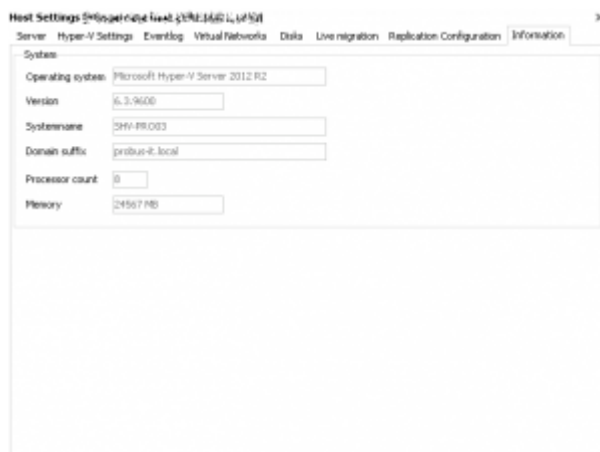 Host Settings
Server Hyper-V Settings Eventlog Virtual Networks Disks Live migration Replication Configuration Information
System
Operating system Microsoft Hyper-V Server 2012 R2
Version 6.3.9600
Systemname SHV-PRO03
Domain suffix probus-it.local
Processor count 8
Memory 24567 MB